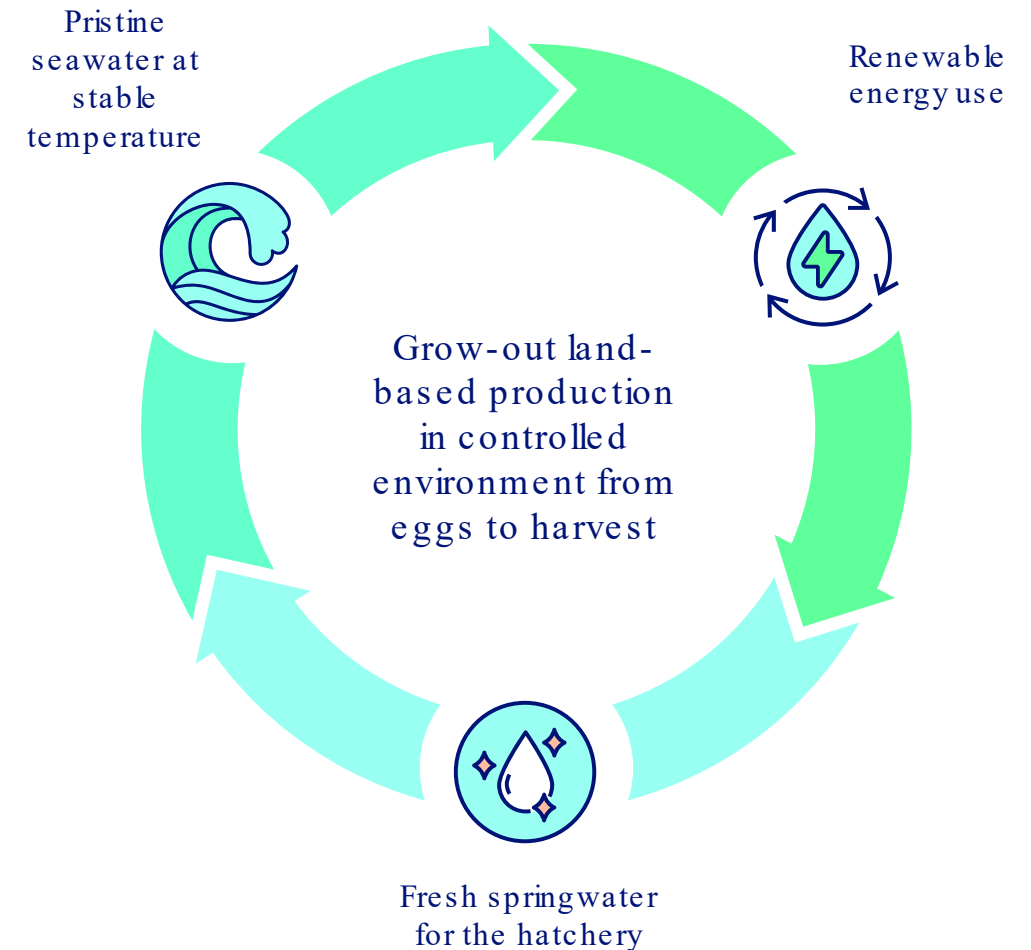 Pristine
seawater at
stable
temperature
Renewable
energy use
Grow-out land-
based production
in controlled
environment from
eggs to harvest
Fresh springwater
for the hatchery